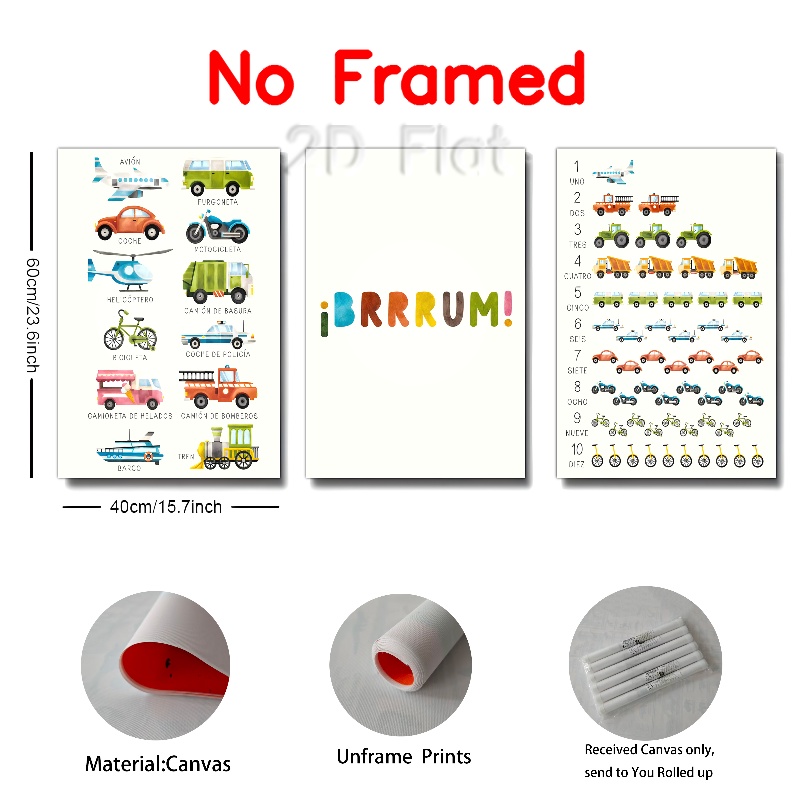 No Framed
2D Flat
60cm/23.6inch
40cm/15.7inch
AVIÓN
FURGONETA
COCHE
MOTOCICLETA
HELICÓPTERO
CAMIÓN DE BASURA
BICICLETA
COCHE DE POLICÍA
CAMIONETA DE HELADOS
CAMIÓN DE BOMBEROS
BARCO
TREN
¡BRRRUM!
1
UNO
2
DOS
3
TRES
4
CUATRO
5
CINCO
6
SEIS
7
SIETE
8
OCHO
9
NUEVE
10
DIEZ
Material:Canvas
Unframe Prints
Received Canvas only,
send to You Rolled up